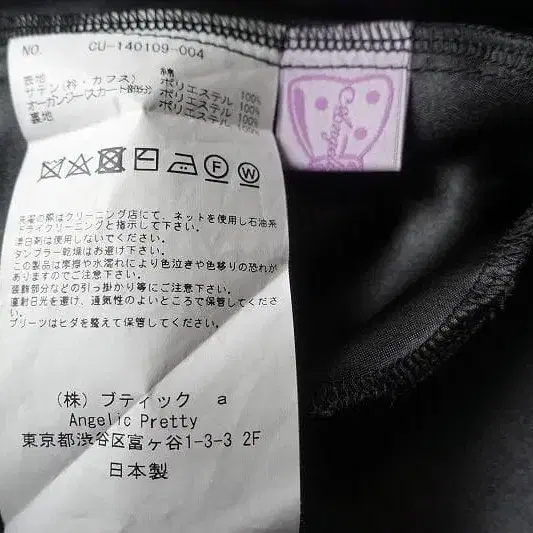 NO. CU-140109-004
表地 綿 100%
サテン(衿・カフス) ポリエステル 100%
オーガンジー(スカート部分) ポリエステル 100%
裏地 ポリエステル 100%
F
W
洗濯の際はクリーニング店にて、ネットを使用し石油系
ドライクリーニングと指示して下さい。
漂白剤は使用しないでください。
タンブラー乾燥はお避け下さい。
この製品は摩擦や水濡れにより色泣きや色移りの恐れが
ありますのでご注意下さい。
装飾部分などの引っ掛かり等にご注意下さい。
直射日光を避け、通気性のよいところで保管してくださ
い。
プリーツはヒダを整えて保管してください。
(株) ブティック a
Angelic Pretty
東京都渋谷区富ヶ谷1-3-3 2F
日本製
Angelic